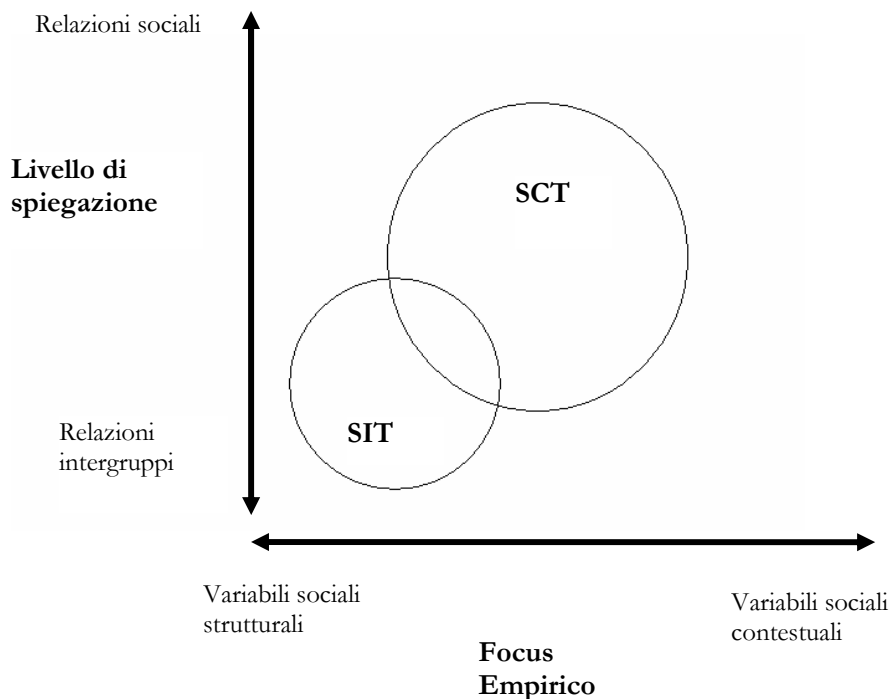 Relazioni sociali
Livello di
spiegazione
SCT
SIT
Relazioni
intergruppi
Variabili sociali
strutturali
Variabili sociali
contestuali
Focus
Empirico